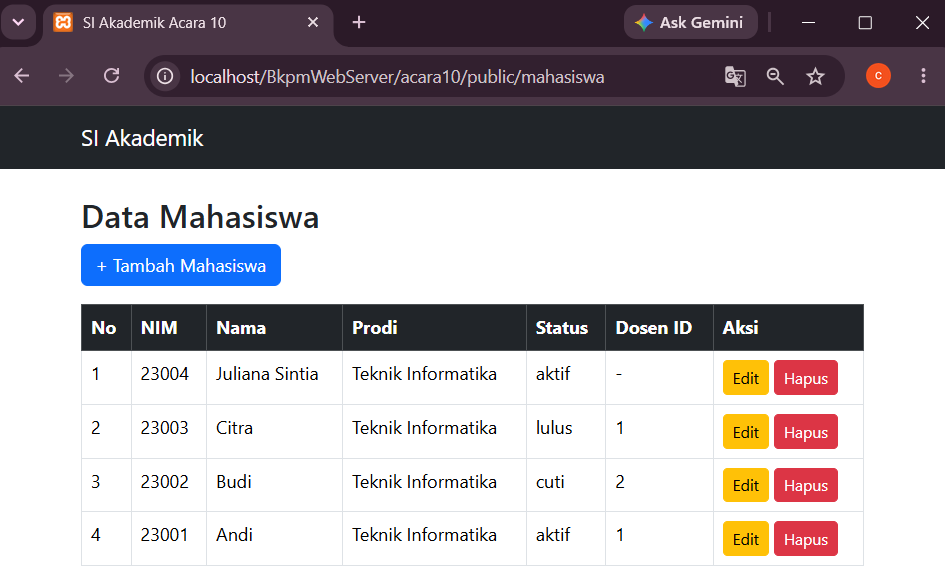 SI Akademik Acara 10
Ask Gemini
localhost/BkpmWebServer/acara10/public/mahasiswa
C
SI Akademik
Data Mahasiswa
+ Tambah Mahasiswa
No NIM Nama Prodi Status Dosen ID Aksi
1 23004 Juliana Sintia Teknik Informatika aktif - Edit Hapus
2 23003 Citra Teknik Informatika lulus 1 Edit Hapus
3 23002 Budi Teknik Informatika cuti 2 Edit Hapus
4 23001 Andi Teknik Informatika aktif 1 Edit Hapus